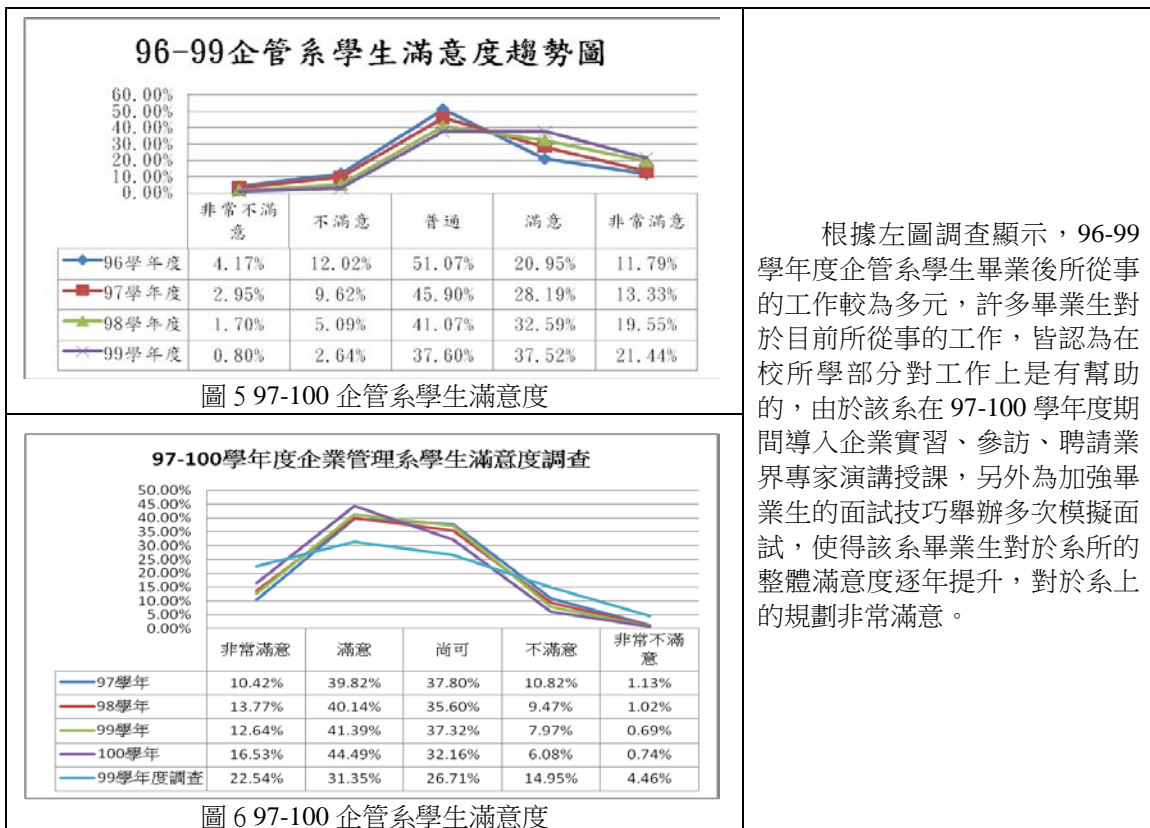 96-99企管系學生滿意度趨勢圖
60.00%
50.00%
40.00%
30.00%
20.00%
10.00%
0.00%
非常不滿意 不滿意 普通 滿意 非常滿意
96學年度 4.17% 12.02% 51.07% 20.95% 11.79%
97學年度 2.95% 9.62% 45.90% 28.19% 13.33%
98學年度 1.70% 5.09% 41.07% 32.59% 19.55%
99學年度 0.80% 2.64% 37.60% 37.52% 21.44%
圖 5 97-100 企管系學生滿意度
97-100學年度企業管理系學生滿意度調查
50.00%
45.00%
40.00%
35.00%
30.00%
25.00%
20.00%
15.00%
10.00%
5.00%
0.00%
非常滿意 滿意 尚可 不滿意 非常不滿意
97學年 10.42% 39.82% 37.80% 10.82% 1.13%
98學年 13.77% 40.14% 35.60% 9.47% 1.02%
99學年 12.64% 41.39% 37.32% 7.97% 0.69%
100學年 16.53% 44.49% 32.16% 6.08% 0.74%
99學年度調查 22.54% 31.35% 26.71% 14.95% 4.46%
圖 6 97-100 企管系學生滿意度
根據左圖調查顯示，96-99
學年度企管系學生畢業後所從事
的工作較為多元，許多畢業生對
於目前所從事的工作，皆認為在
校所學部分對工作上是有幫助
的，由於該系在 97-100 學年度期
間導入企業實習、參訪、聘請業
界專家演講授課，另外為加強畢
業生的面試技巧舉辦多次模擬面
試，使得該系畢業生對於系所的
整體滿意度逐年提升，對於系上
的規劃非常滿意。